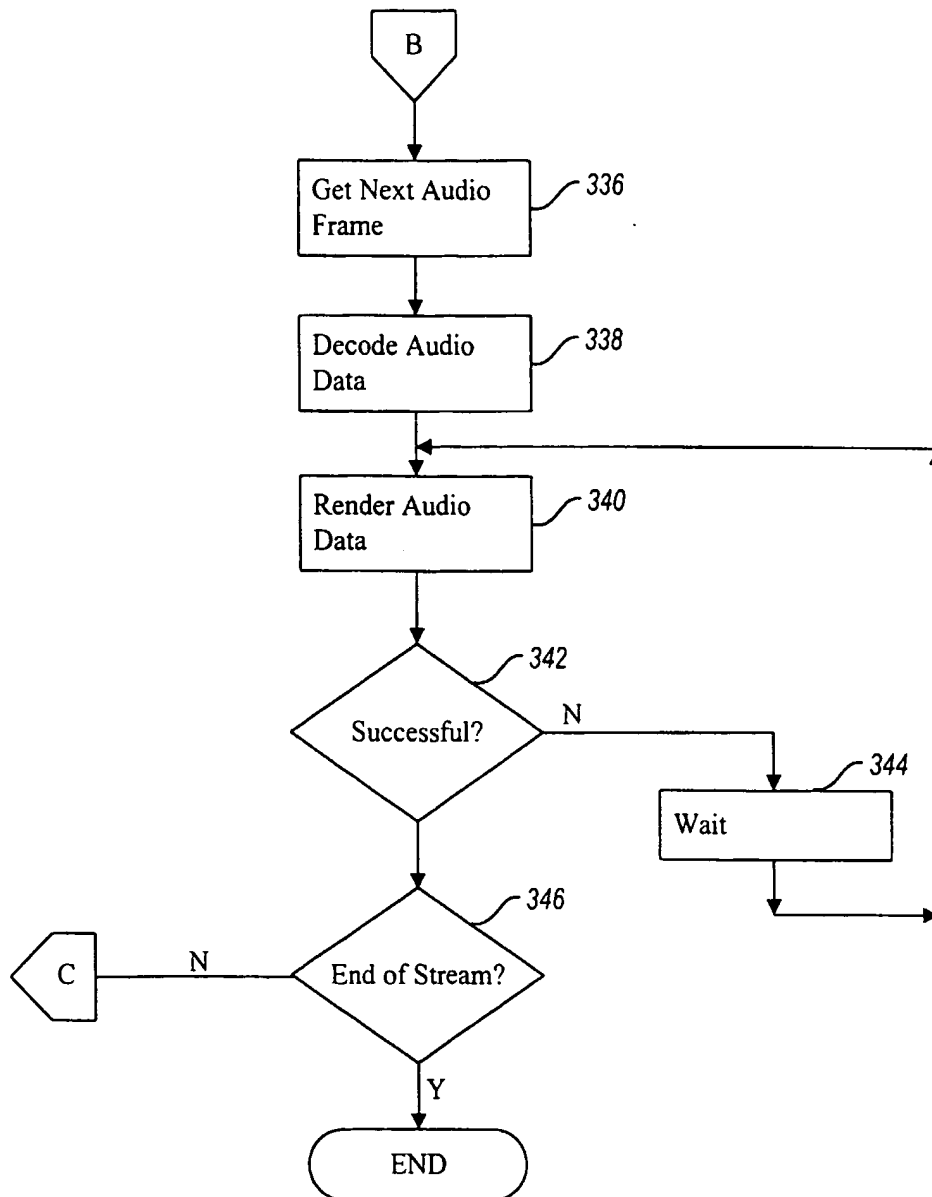 B
Get Next Audio
Frame
336
Decode Audio
Data
338
Render Audio
Data
340
342
Successful?
N
344
Wait
346
End of Stream?
N
C
Y
END